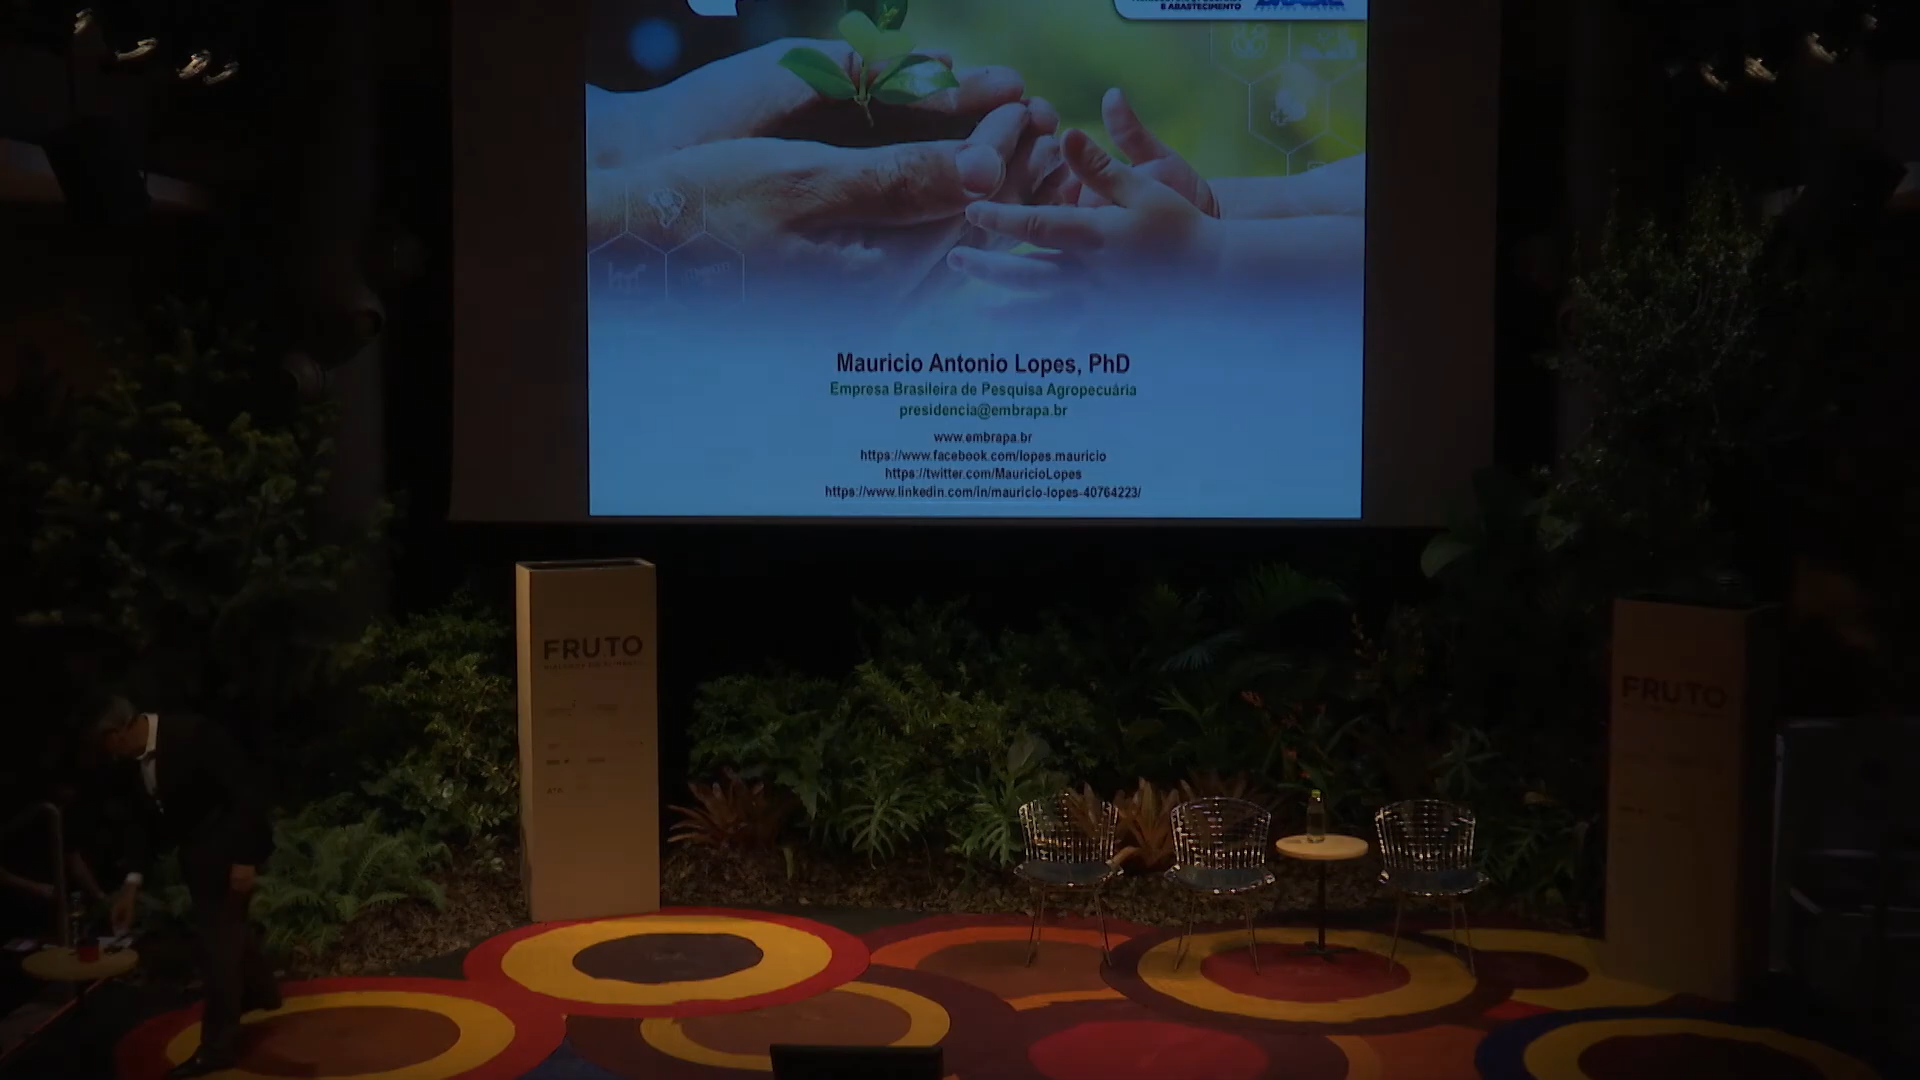 E ABASTECIMENTO
Mauricio Antonio Lopes, PhD
Empresa Brasileira de Pesquisa Agropecuária
presidencia@embrapa.br
www.embrapa.br
https://www.facebook.com/lopes.mauricio
https://twitter.com/MauricioLopes
https://www.linkedin.com/in/mauricio-lopes-40764223/
FRUTO
FRUTO